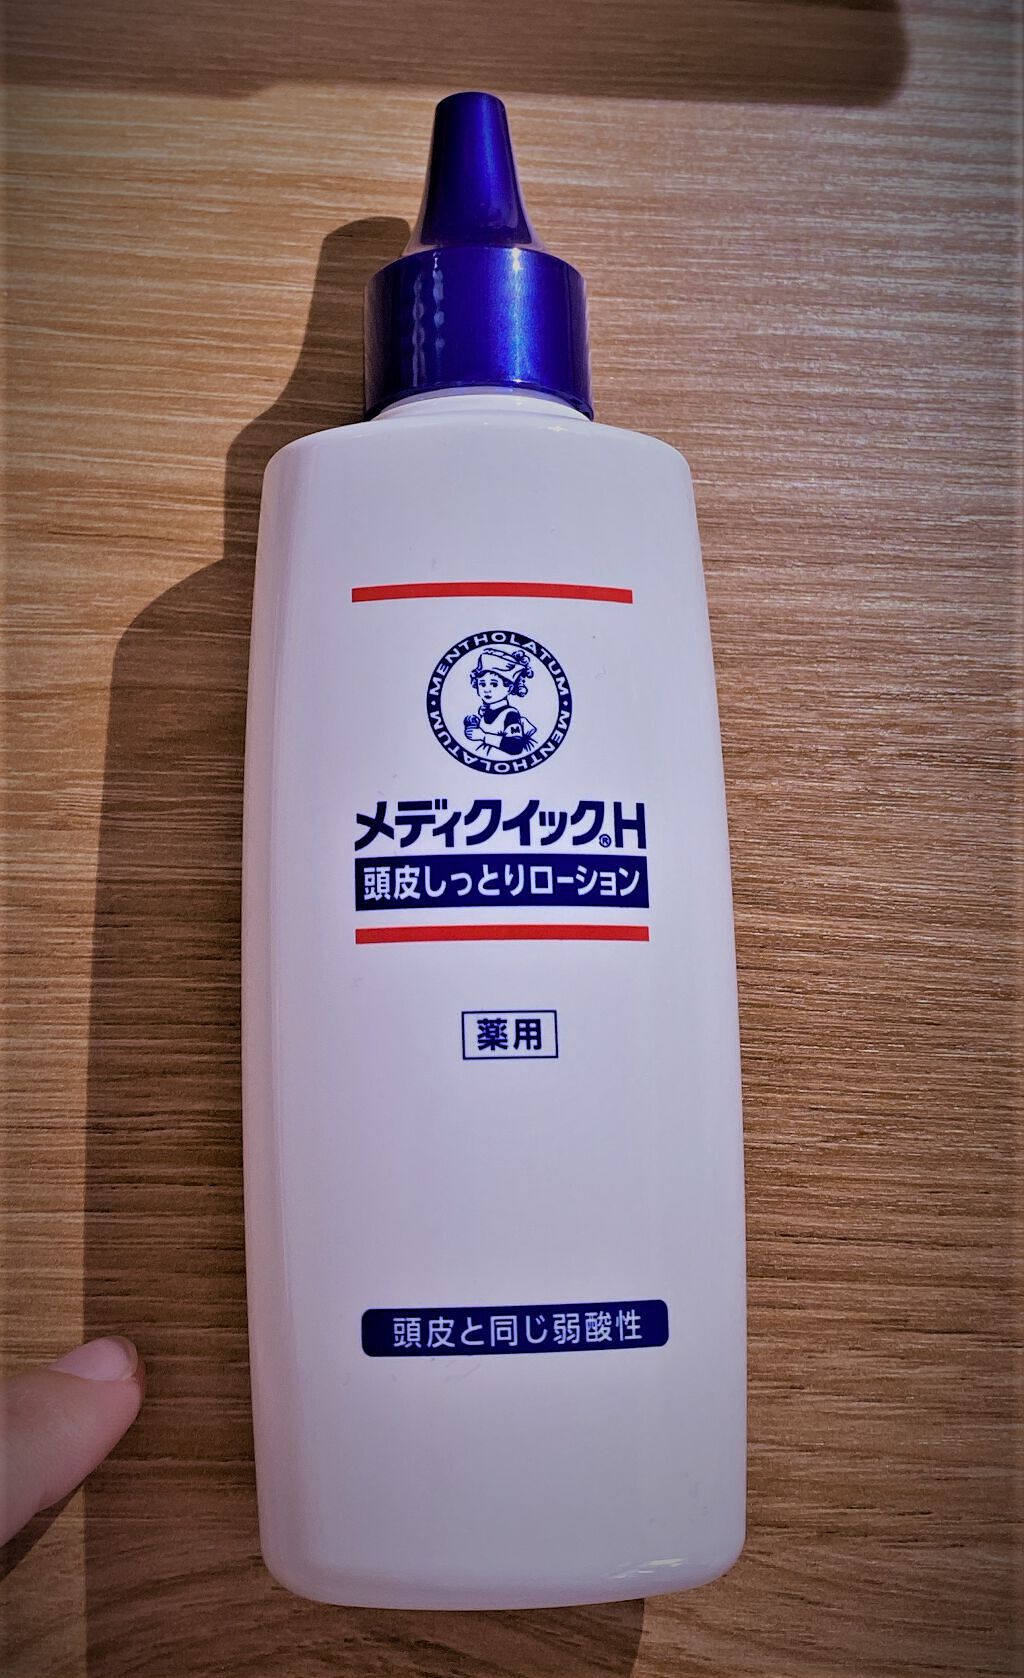 MENTHOLATUM・MENTHOLATUM・
M
メディクイック®H
頭皮しっとりローション
薬用
頭皮と同じ弱酸性